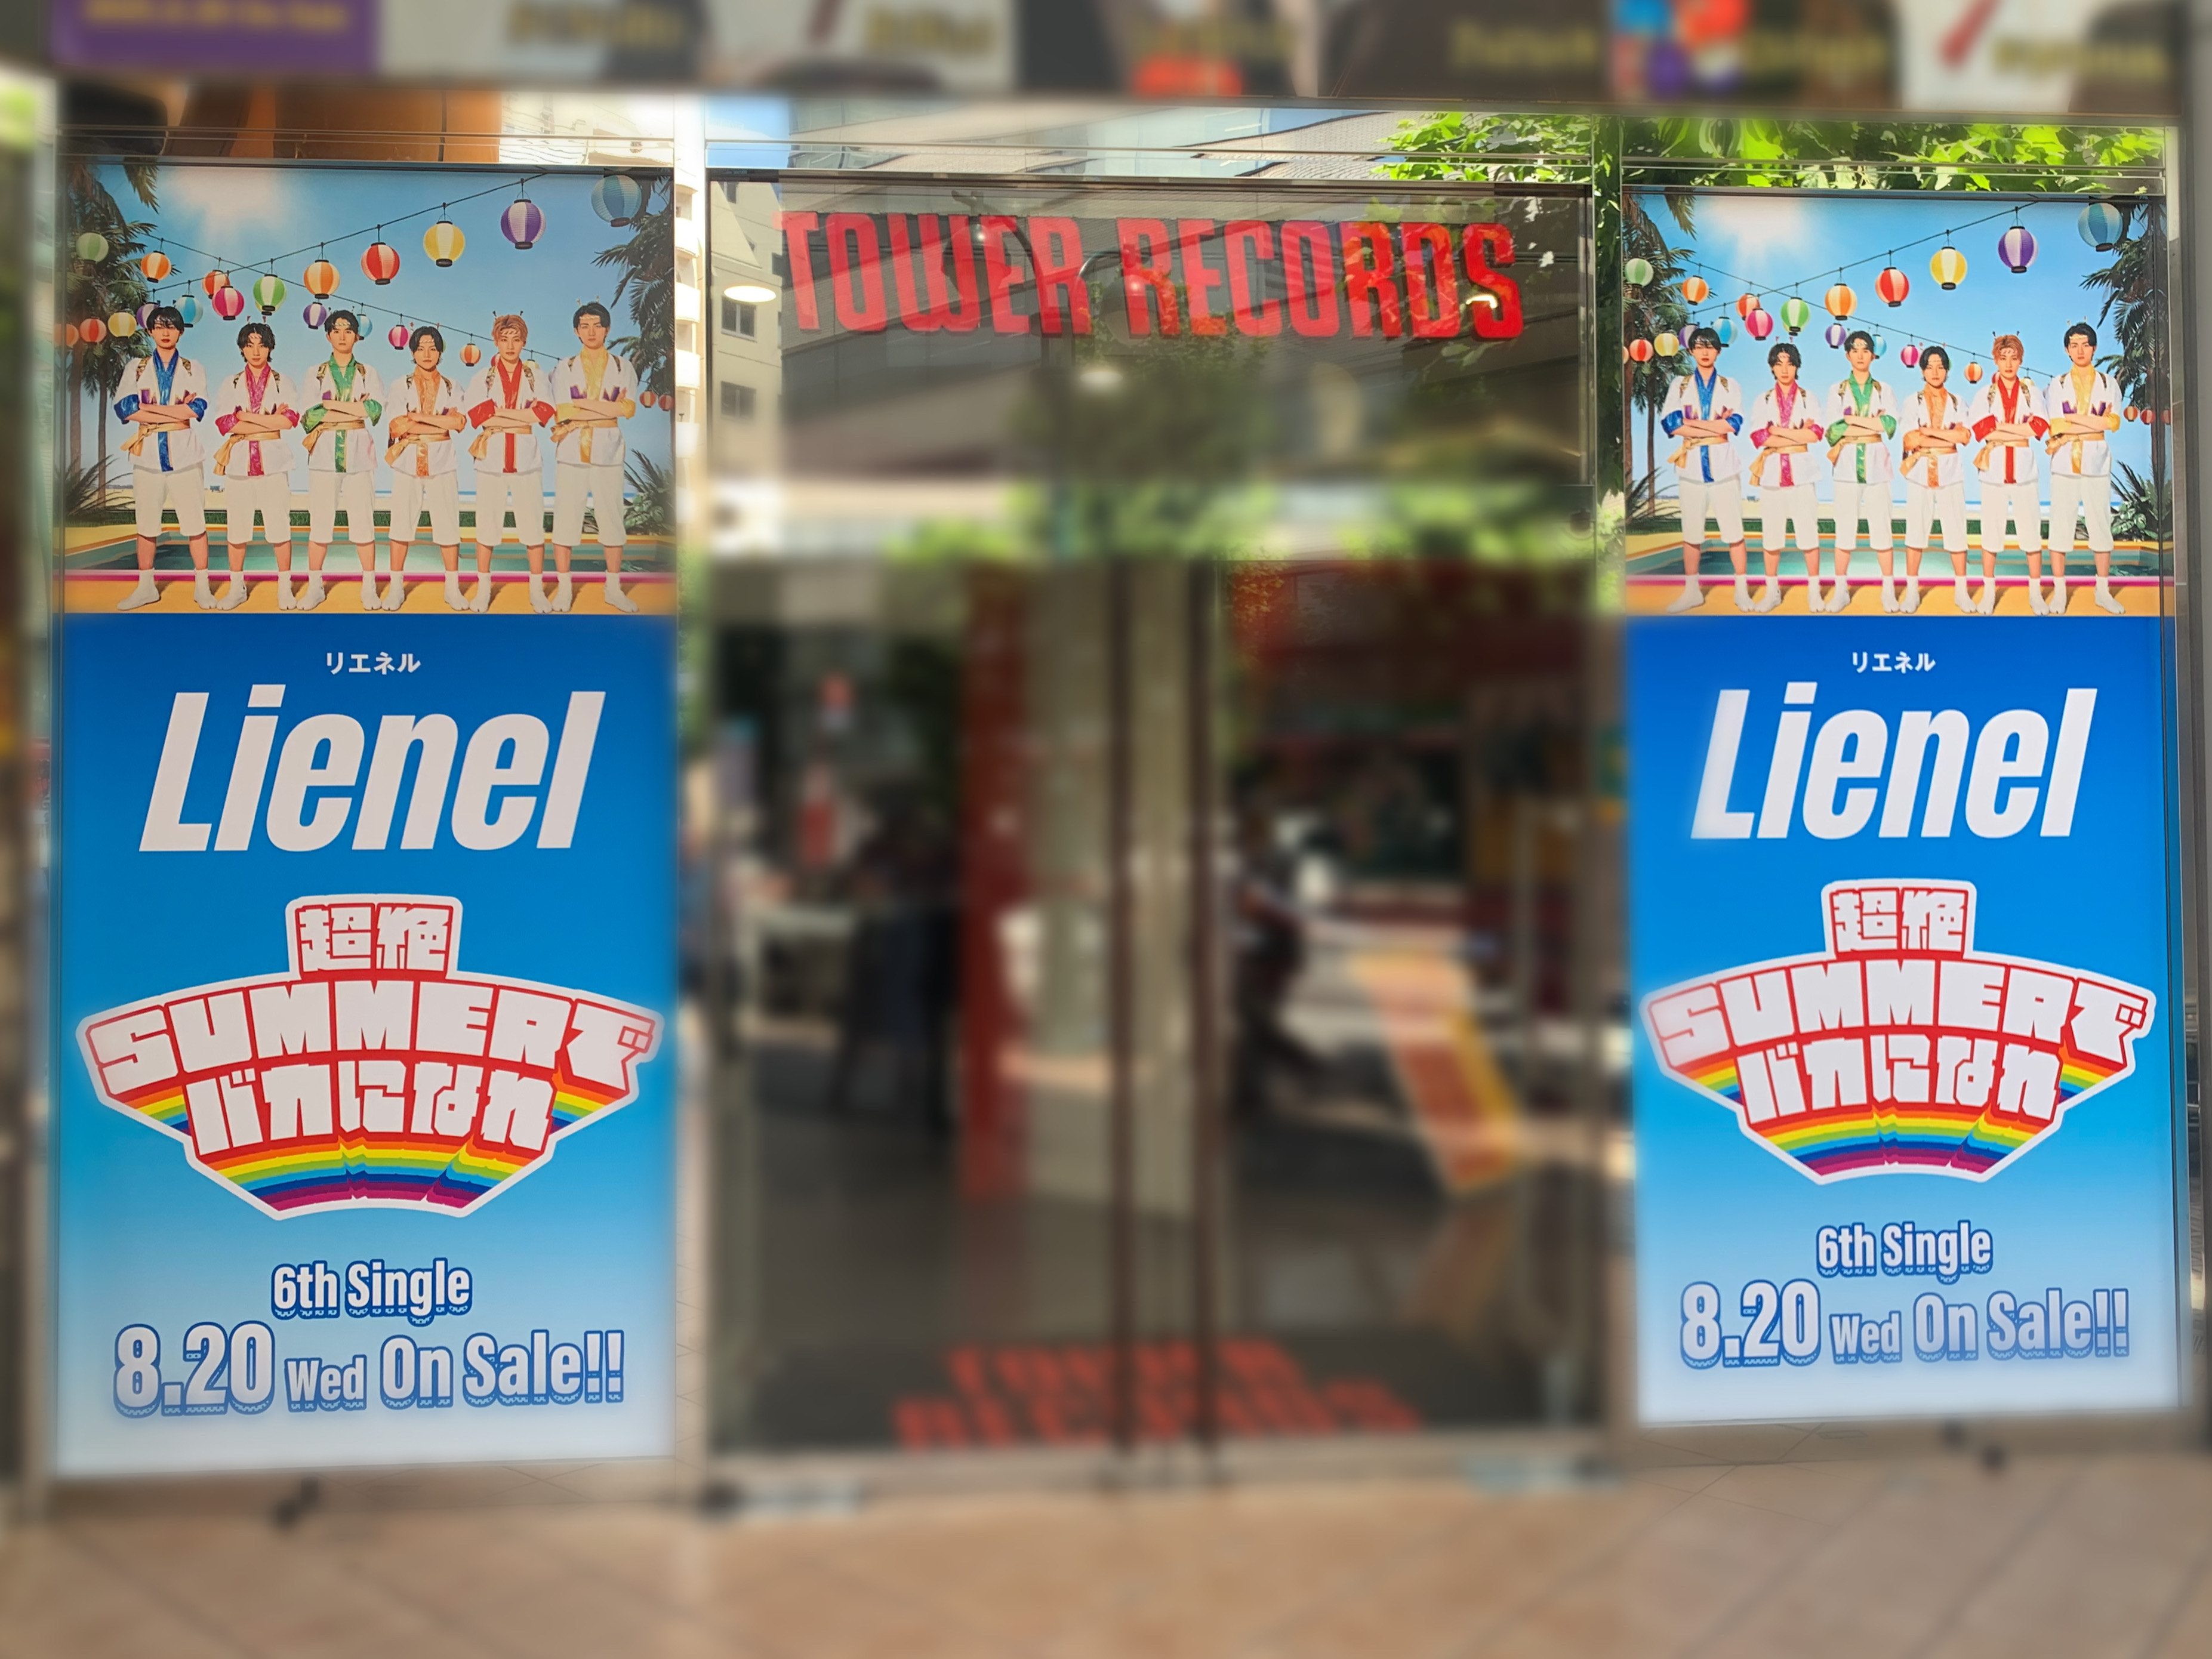 TOWER RECORDS
リエネル
Lienel
超絶
SUMMERで
バカになれ
6th Single
8.20 Wed On Sale!!
リエネル
Lienel
超絶
SUMMERで
バカになれ
6th Single
8.20 Wed On Sale!!